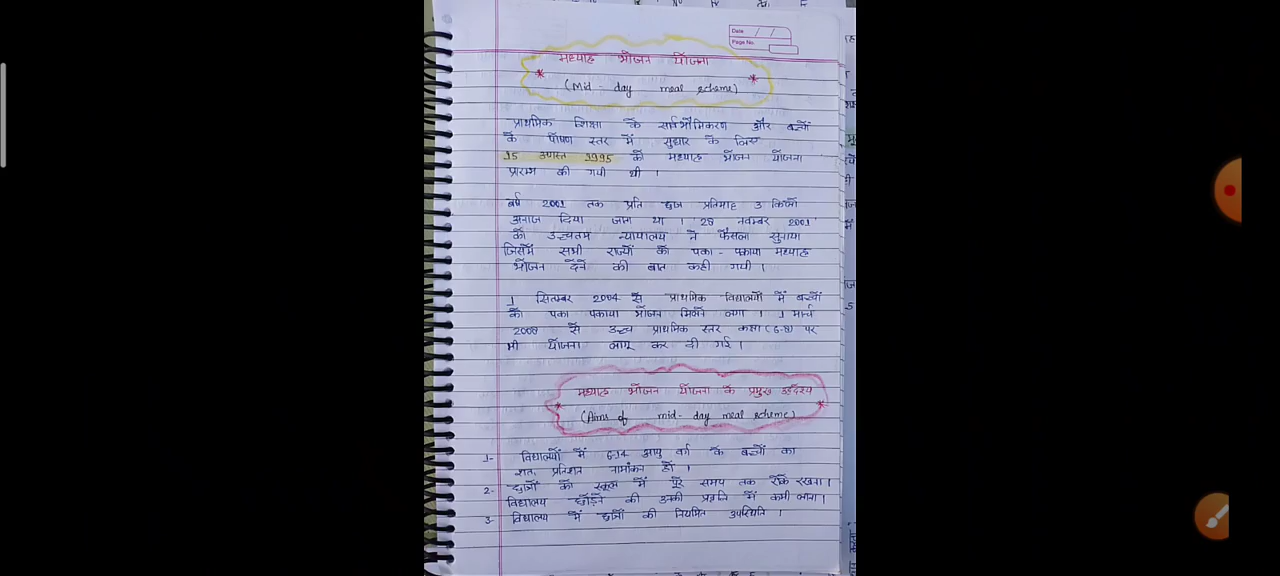 Date / /
Page No.
मध्याह्न भोजन योजना
(Mid - day meal scheme)
प्राथमिक शिक्षा के सार्वभौमिकरण और बच्चों
के पोषण स्तर में सुधार के लिए
15 अगस्त 1995 को मध्याह्न भोजन योजना
प्रारम्भ की गयी थी ।
वर्ष 2001 तक प्रति छात्र प्रतिमाह 3 किलो
अनाज दिया जाता था । 28 नवम्बर 2001
को उच्चतम न्यायालय ने फैसला सुनाया
जिसमें सभी राज्यों को पका - पकाया मध्याह्न
भोजन देने की बात कही गयी ।
1 सितम्बर 2004 से प्राथमिक विद्यालयों में बच्चों
को पका पकाया भोजन मिलने लगा । 1 मार्च
2008 से उच्च प्राथमिक स्तर कक्षा (6-8) पर
भी योजना लागू कर दी गई ।
मध्याह्न भोजन योजना के प्रमुख उद्देश्य
(Aims of mid-day meal scheme)
1- विद्यालयों में 6-14 आयु वर्ग के बच्चों का
शत् प्रतिशत नामांकन हो ।
2- छात्रों को स्कूल में पूरे समय तक रोके रखना ।
विद्यालय छोड़ने की उनकी प्रवृत्ति में कमी लाना ।
3- विद्यालय में छात्रों की नियमित उपस्थिति ।